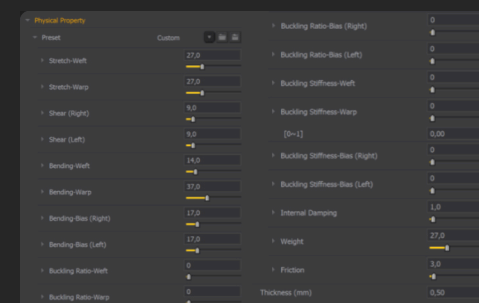 Physical Property
Preset Custom
Stretch-Weft 27,0
Stretch-Warp 27,0
Shear (Right) 9,0
Shear (Left) 9,0
Bending-Weft 14,0
Bending-Warp 37,0
Bending-Bias (Right) 17,0
Bending-Bias (Left) 17,0
Buckling Ratio-Weft 0
Buckling Ratio-Warp 0
Buckling Ratio-Bias (Right) 0
Buckling Ratio-Bias (Left) 0
Buckling Stiffness-Weft 0
Buckling Stiffness-Warp 0
[0~1] 0,00
Buckling Stiffness-Bias (Right) 0
Buckling Stiffness-Bias (Left) 0
Internal Damping 1,0
Weight 27,0
Friction 3,0
Thickness (mm) 0,50